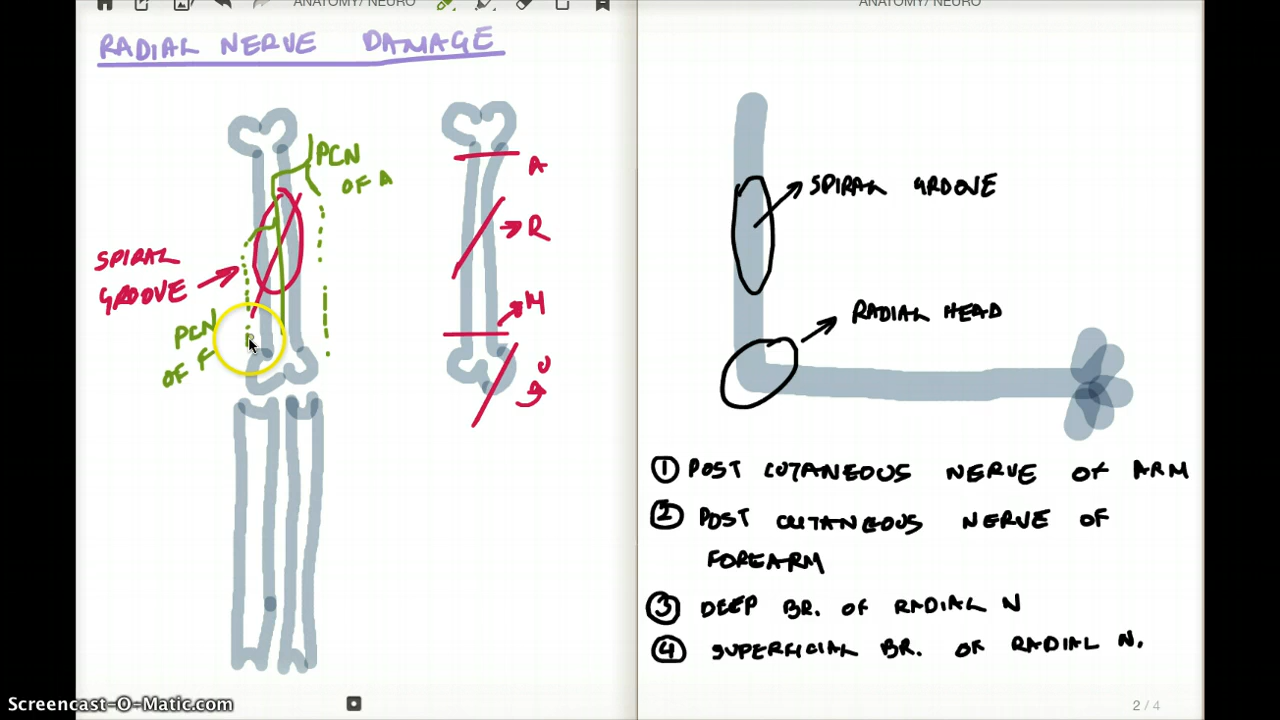 ANATOMY/ NEURO
ANATOMY/ NEURO
RADIAL NERVE DAMAGE
PCN
OF A
SPIRAL
GROOVE
PCN
OF F
A
R
M
U
SPIRAL GROOVE
RADIAL HEAD
1 POST CUTANEOUS NERVE OF ARM
2 POST CUTANEOUS NERVE OF
FOREARM
3 DEEP BR. OF RADIAL N
4 SUPERFICIAL BR. OF RADIAL N.
Screencast-O-Matic.com
2 / 4